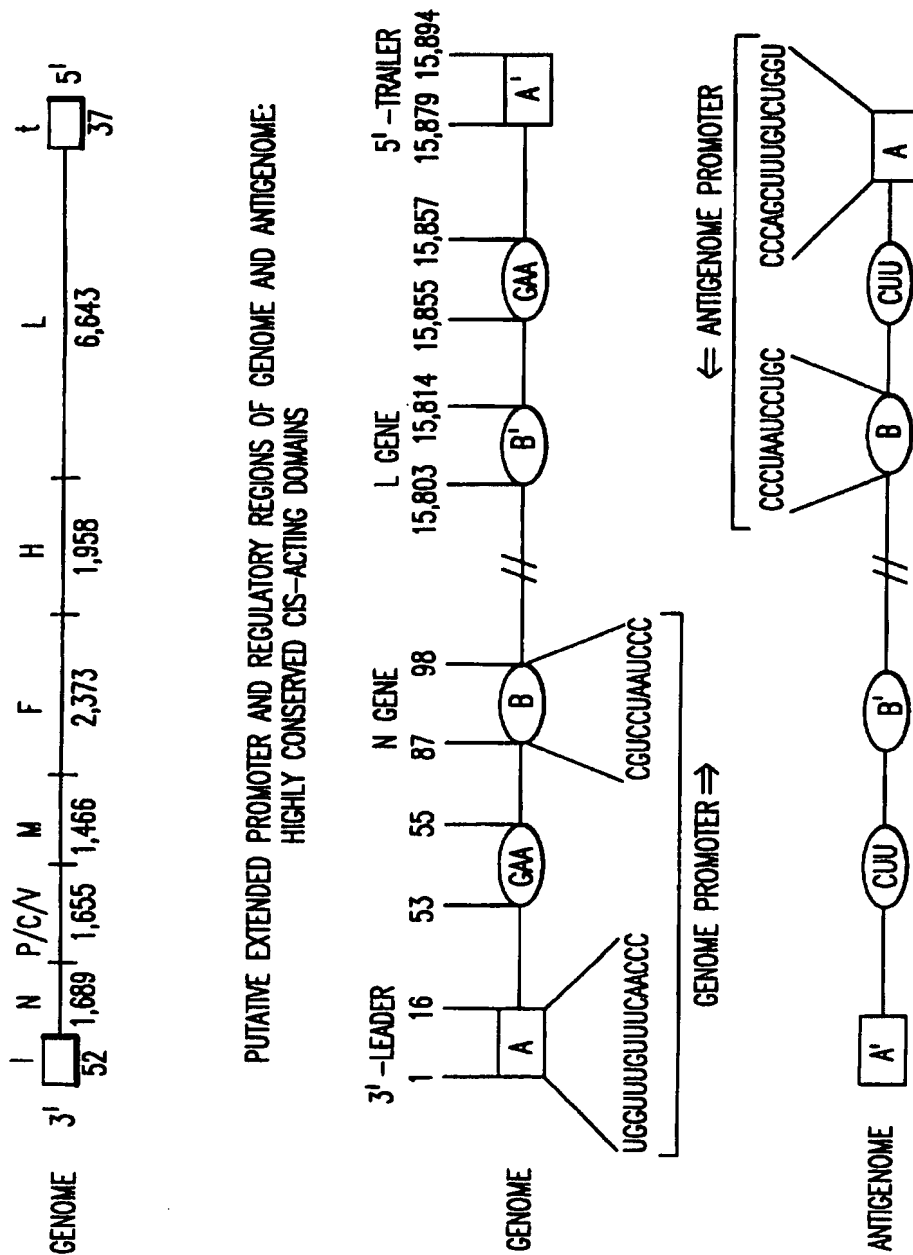 GENOME 3' l N P/C/V M F H L t 5'
52 1,689 1,655 1,466 2,373 1,958 6,643 37
PUTATIVE EXTENDED PROMOTER AND REGULATORY REGIONS OF GENOME AND ANTIGENOME:
HIGHLY CONSERVED CIS-ACTING DOMAINS
3'-LEADER N GENE L GENE 5'-TRAILER
1 16 53 55 87 98 15,803 15,814 15,855 15,857 15,879 15,894
GENOME A GAA B // B' GAA A'
UGGUUUGUUUCAACCC CGUCCUAAUCCC
GENOME PROMOTER ⇒
⇐ ANTIGENOME PROMOTER
CCCUAAUCCUGC CCCAGCUUUGUCUGGU
ANTIGENOME A' CUU B' // B CUU A